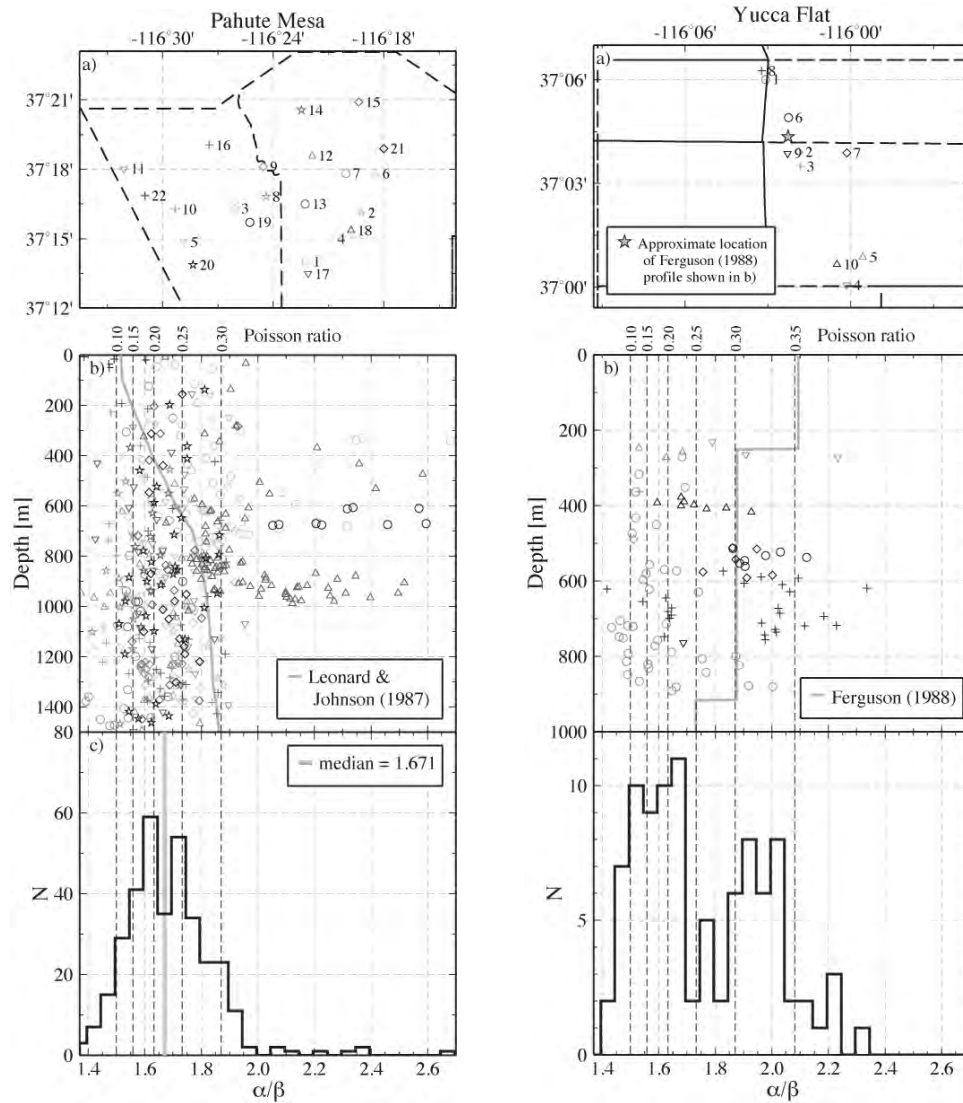 Pahute Mesa
-116°30' -116°24' -116°18'
a)
37°21'
37°18'
37°15'
37°12'
14 15
16 12 21
11 9 7 6
22 8
10 3 13 2
19 18
5 4
20 1
17
0.10 0.15 0.20 0.25 0.30 Poisson ratio
b)
Depth [m]
0
200
400
600
800
1000
1200
1400
Leonard &
Johnson (1987)
c)
median = 1.671
N
80
60
40
20
0
1.4 1.6 1.8 2.0 2.2 2.4 2.6
α/β
Yucca Flat
-116°06' -116°00'
a)
37°06'
37°03'
37°00'
8
1
6
9 2 7
3
5
10
4
Approximate location
of Ferguson (1988)
profile shown in b)
0.10 0.15 0.20 0.25 0.30 0.35 Poisson ratio
b)
Depth [m]
0
200
400
600
800
1000
Ferguson (1988)
N
10
5
0
1.4 1.6 1.8 2.0 2.2 2.4 2.6
α/β